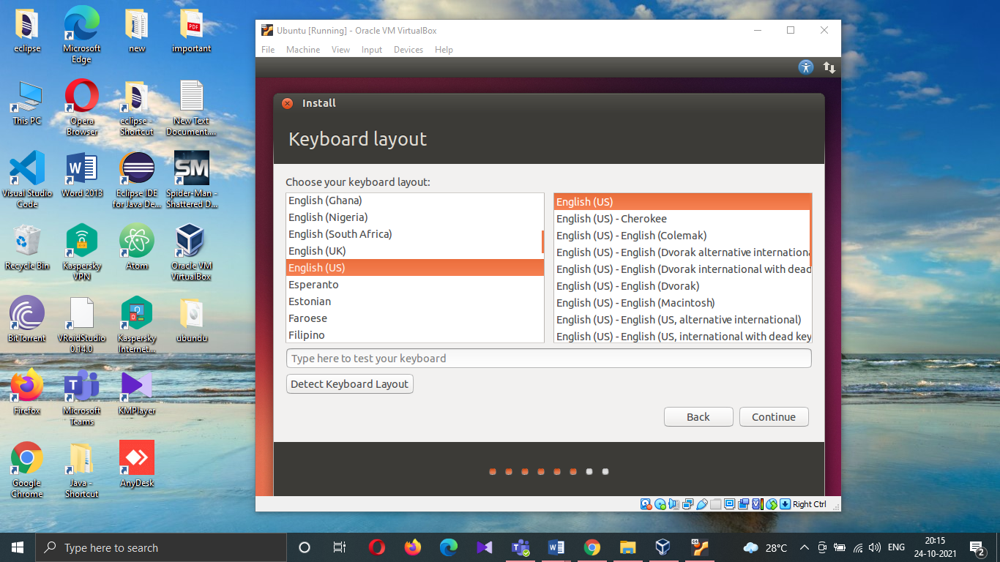 eclipse
Microsoft
Edge
new
important
This PC
Opera
Browser
eclipse -
Shortcut
New Text
Document....
Visual Studio
Code
Word 2013
Eclipse IDE
for Java De...
SM
Spider-Man -
Shattered D...
Recycle Bin
Kaspersky
VPN
Atom
Oracle VM
VirtualBox
BitTorrent
VRoidStudio
0.14.0
Kaspersky
Internet...
ubundu
Firefox
Microsoft
Teams
KMPlayer
Google
Chrome
Java -
Shortcut
AnyDesk
Ubuntu [Running] - Oracle VM VirtualBox
File Machine View Input Devices Help
Install
Keyboard layout
Choose your keyboard layout:
English (Ghana)
English (Nigeria)
English (South Africa)
English (UK)
English (US)
Esperanto
Estonian
Faroese
Filipino
English (US)
English (US) - Cherokee
English (US) - English (Colemak)
English (US) - English (Dvorak alternative internationa
English (US) - English (Dvorak international with dead
English (US) - English (Dvorak)
English (US) - English (Macintosh)
English (US) - English (US, alternative international)
English (US) - English (US, international with dead key
Type here to test your keyboard
Detect Keyboard Layout
Back Continue
Right Ctrl
Type here to search
28°C
ENG
20:15
24-10-2021
2